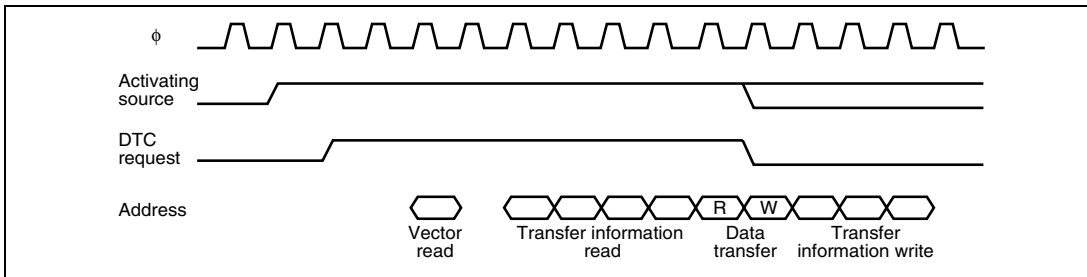 ϕ
Activating
source
DTC
request
Address
R W
Vector
read
Transfer information
read
Data
transfer
Transfer
information write